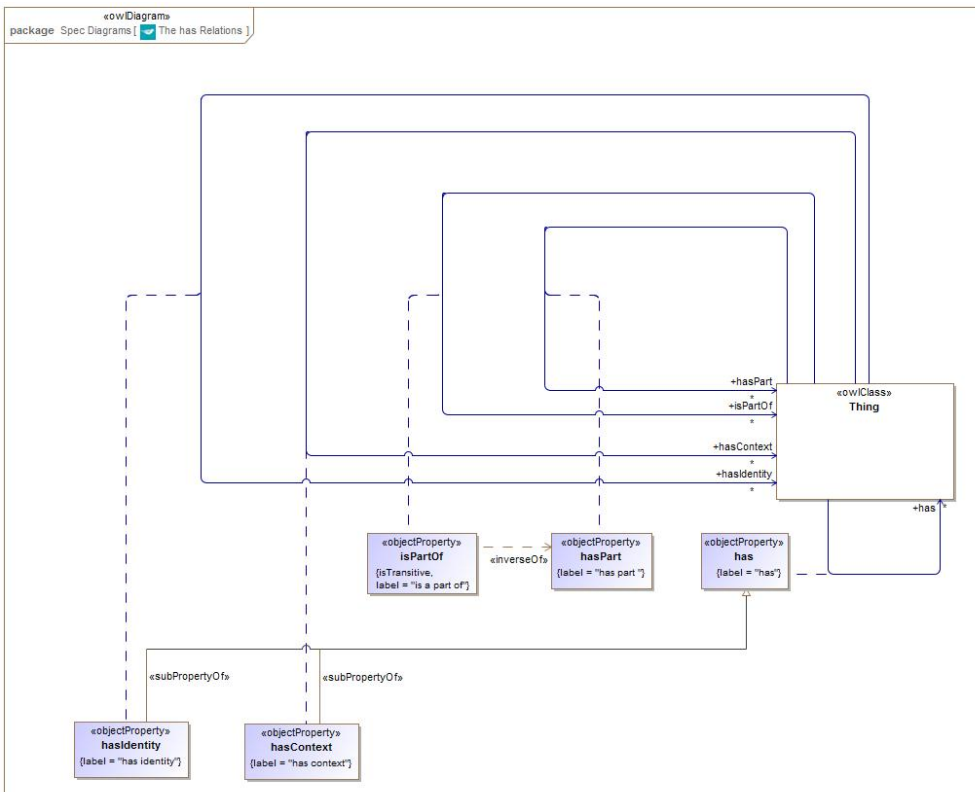 «owlDiagram»
package Spec Diagrams [ The has Relations ]
+hasPart
*
«owlClass»
Thing
+isPartOf
*
+hasContext
*
+hasIdentity
*
+has *
«objectProperty»
isPartOf
{isTransitive,
label = "is a part of"}
«inverseOf»
«objectProperty»
hasPart
{label = "has part "}
«objectProperty»
has
{label = "has"}
«subPropertyOf»
«subPropertyOf»
«objectProperty»
hasIdentity
{label = "has identity"}
«objectProperty»
hasContext
{label = "has context"}